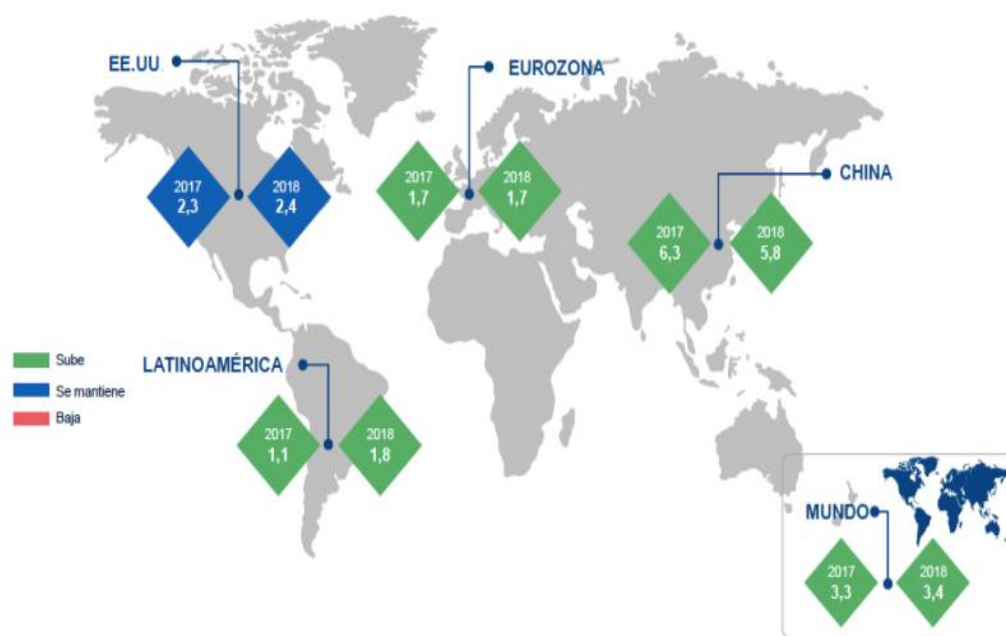 EE.UU.
2017
2,3
2018
2,4
EUROZONA
2017
1,7
2018
1,7
CHINA
2017
6,3
2018
5,8
Sube
Se mantiene
Baja
LATINOAMÉRICA
2017
1,1
2018
1,8
MUNDO
2017
3,3
2018
3,4